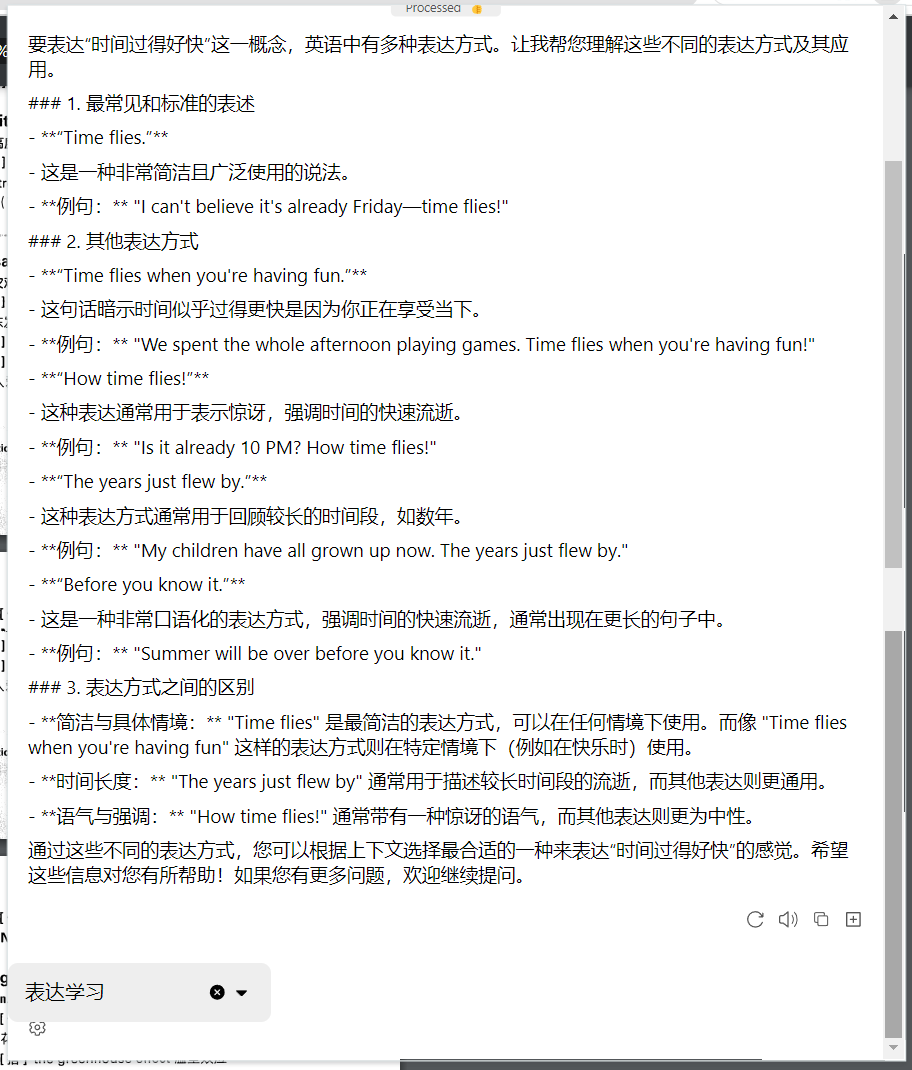 Processed 👍
要表达“时间过得好快”这一概念，英语中有多种表达方式。让我帮您理解这些不同的表达方式及其应
用。
### 1. 最常见和标准的表述
- **“Time flies.”**
- 这是一种非常简洁且广泛使用的说法。
- **例句：** "I can't believe it's already Friday—time flies!"
### 2. 其他表达方式
- **“Time flies when you're having fun.”**
- 这句话暗示时间似乎过得更快是因为你正在享受当下。
- **例句：** "We spent the whole afternoon playing games. Time flies when you're having fun!"
- **“How time flies!”**
- 这种表达通常用于表示惊讶，强调时间的快速流逝。
- **例句：** "Is it already 10 PM? How time flies!"
- **“The years just flew by.”**
- 这种表达方式通常用于回顾较长的时间段，如数年。
- **例句：** "My children have all grown up now. The years just flew by."
- **“Before you know it.”**
- 这是一种非常口语化的表达方式，强调时间的快速流逝，通常出现在更长的句子中。
- **例句：** "Summer will be over before you know it."
### 3. 表达方式之间的区别
- **简洁与具体情境：** "Time flies" 是最简洁的表达方式，可以在任何情境下使用。而像 "Time flies
when you're having fun" 这样的表达方式则在特定情境下（例如在快乐时）使用。
- **时间长度：** "The years just flew by" 通常用于描述较长时间段的流逝，而其他表达则更通用。
- **语气与强调：** "How time flies!" 通常带有一种惊讶的语气，而其他表达则更为中性。
通过这些不同的表达方式，您可以根据上下文选择最合适的一种来表达“时间过得好快”的感觉。希望
这些信息对您有所帮助！如果您有更多问题，欢迎继续提问。
表达学习